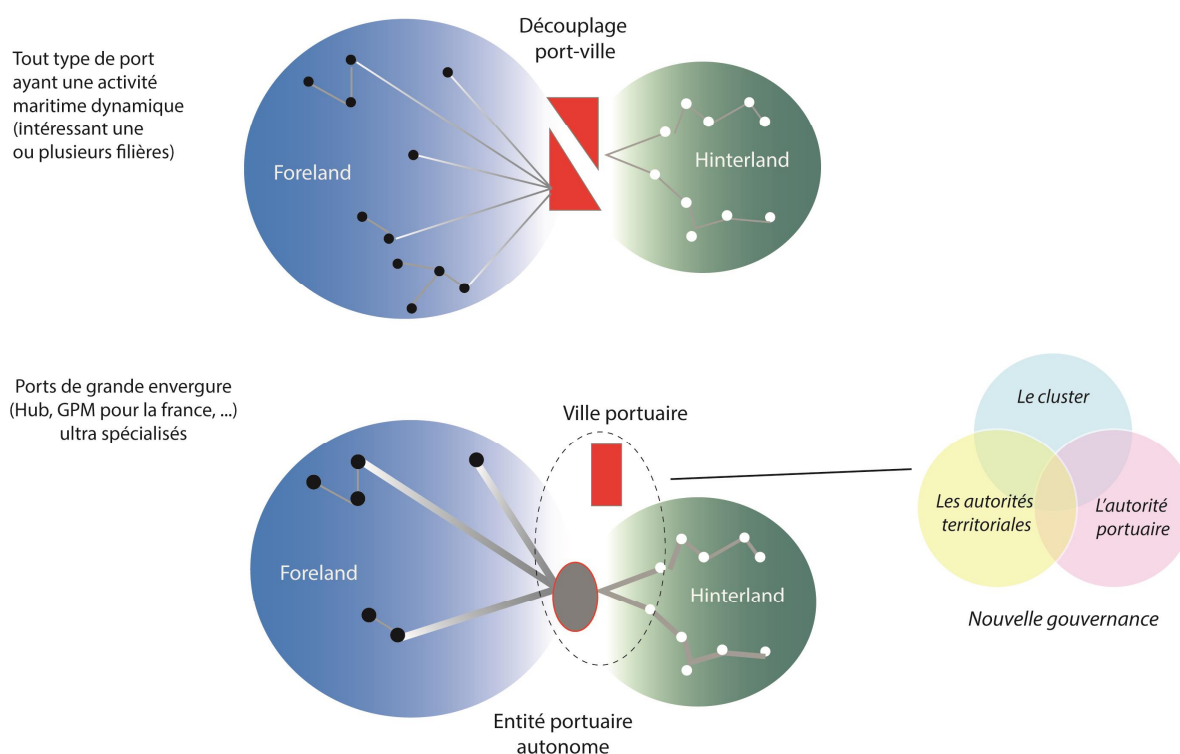 Découplage
port-ville
Tout type de port
ayant une activité
maritime dynamique
(intéressant une
ou plusieurs filières)
Foreland
Hinterland
Ports de grande envergure
(Hub, GPM pour la france, ...)
ultra spécialisés
Ville portuaire
Foreland
Hinterland
Entité portuaire
autonome
Le cluster
Les autorités
territoriales
L'autorité
portuaire
Nouvelle gouvernance